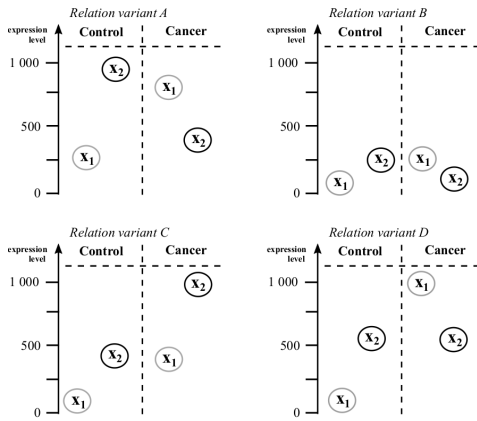 Relation variant A
expression
level
Control
Cancer
1 000
500
0
x1
x2
x1
x2
Relation variant B
expression
level
Control
Cancer
1 000
500
0
x1
x2
x1
x2
Relation variant C
expression
level
Control
Cancer
1 000
500
0
x1
x2
x1
x2
Relation variant D
expression
level
Control
Cancer
1 000
500
0
x1
x2
x1
x2